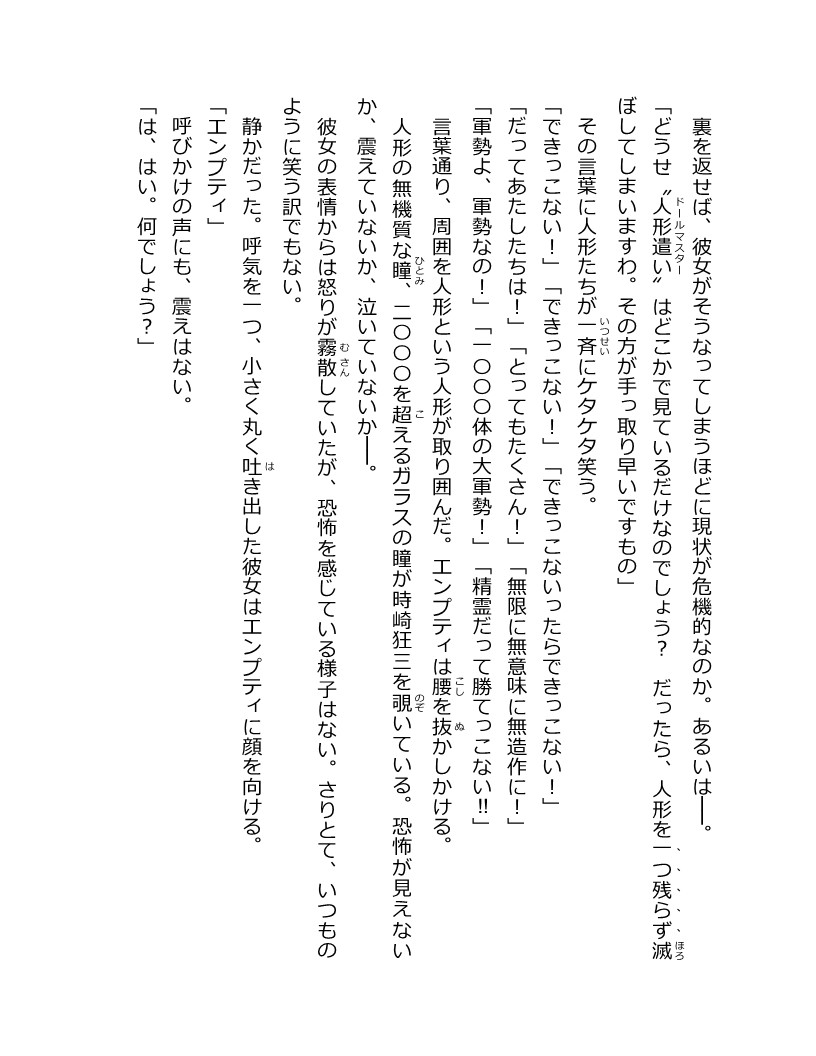 裏を返せば、彼女がそうなってしまうほどに現状が危機的なのか。あるいは――。
「どうせ〝人形遣い〟はどこかで見ているだけなのでしょう？　だったら、人形を一つ残らず滅
ぼしてしまいますわ。その方が手っ取り早いですもの」
その言葉に人形たちが一斉にケタケタ笑う。
「できっこない！」「できっこない！」「できっこないったらできっこない！」
「だってあたしたちは！」「とってもたくさん！」「無限に無意味に無造作に！」
「軍勢よ、軍勢なの！」「一〇〇〇体の大軍勢！」「精霊だって勝てっこない!!」
言葉通り、周囲を人形という人形が取り囲んだ。エンプティは腰を抜かしかける。
人形の無機質な瞳、二〇〇〇を超えるガラスの瞳が時崎狂三を覗いている。恐怖が見えない
か、震えていないか、泣いていないか――。
彼女の表情からは怒りが霧散していたが、恐怖を感じている様子はない。さりとて、いつもの
ように笑う訳でもない。
静かだった。呼気を一つ、小さく丸く吐き出した彼女はエンプティに顔を向ける。
「エンプティ」
呼びかけの声にも、震えはない。
「は、はい。何でしょう？」